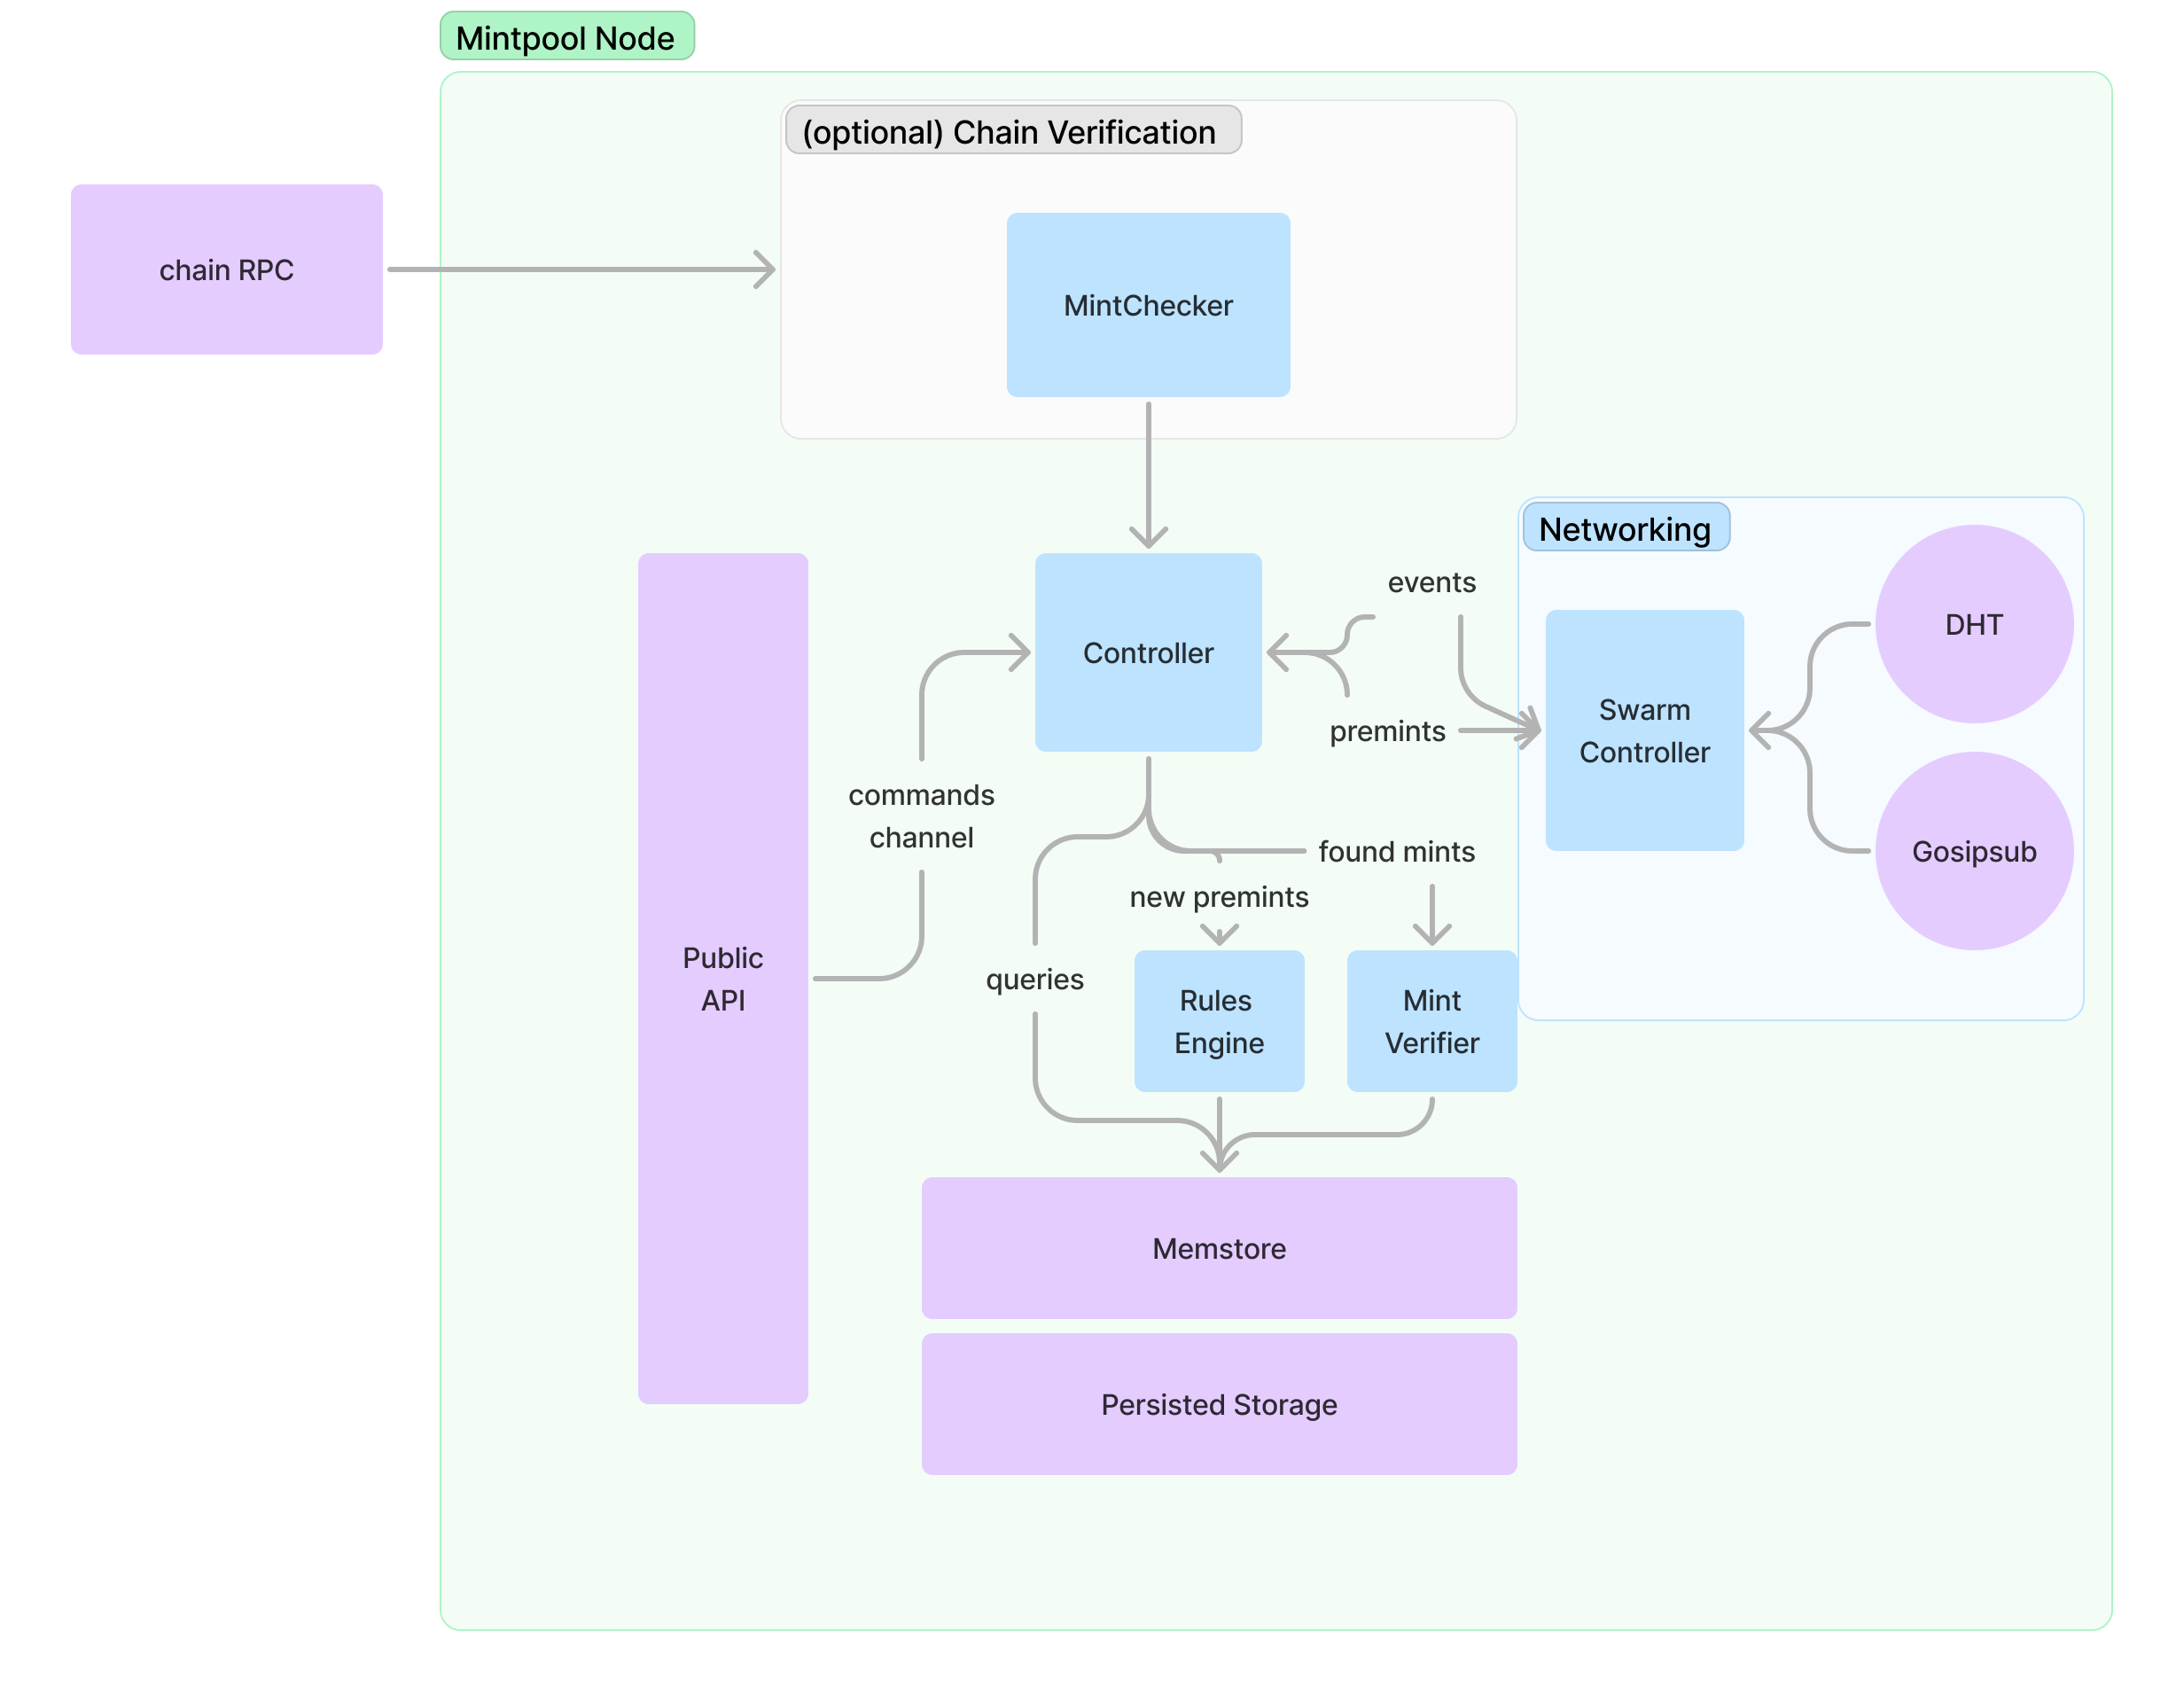 Mintpool Node
(optional) Chain Verification
chain RPC
MintChecker
Networking
events
DHT
Controller
Swarm
Controller
premints
commands
channel
found mints
Gosipsub
new premints
Public
API
queries
Rules
Engine
Mint
Verifier
Memstore
Persisted Storage